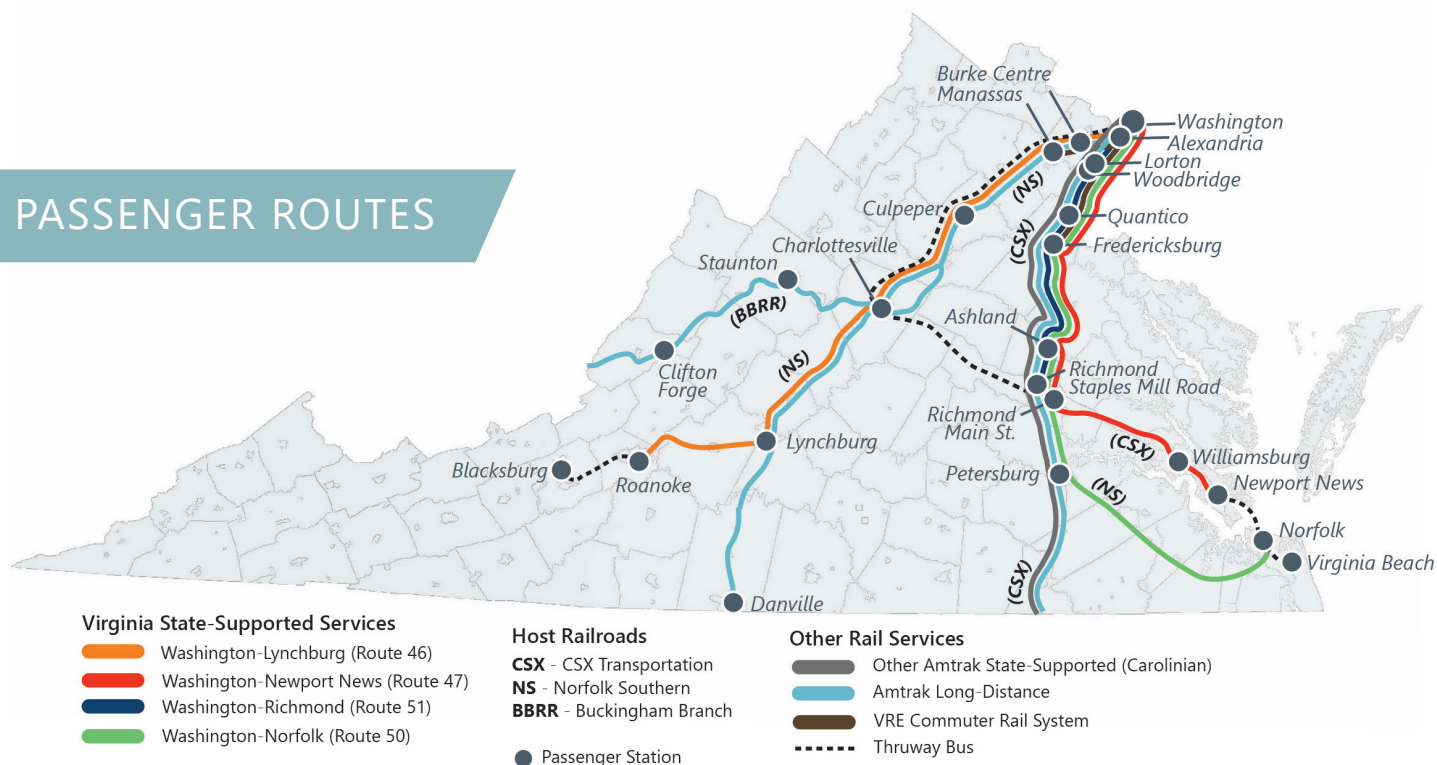 PASSENGER ROUTES
Burke Centre
Manassas
Washington
Alexandria
Lorton
Woodbridge
(NS)
Culpeper
Quantico
Charlottesville
(CSX)
Fredericksburg
Staunton
(BBRR)
Ashland
Clifton
Forge
(NS)
Richmond
Staples Mill Road
Richmond
Main St.
Lynchburg
(CSX)
Williamsburg
Blacksburg
Roanoke
Petersburg
(NS)
Newport News
Norfolk
Virginia Beach
(CSX)
Danville
Virginia State-Supported Services
Washington-Lynchburg (Route 46)
Washington-Newport News (Route 47)
Washington-Richmond (Route 51)
Washington-Norfolk (Route 50)
Host Railroads
CSX - CSX Transportation
NS - Norfolk Southern
BBRR - Buckingham Branch
Passenger Station
Other Rail Services
Other Amtrak State-Supported (Carolinian)
Amtrak Long-Distance
VRE Commuter Rail System
Thruway Bus